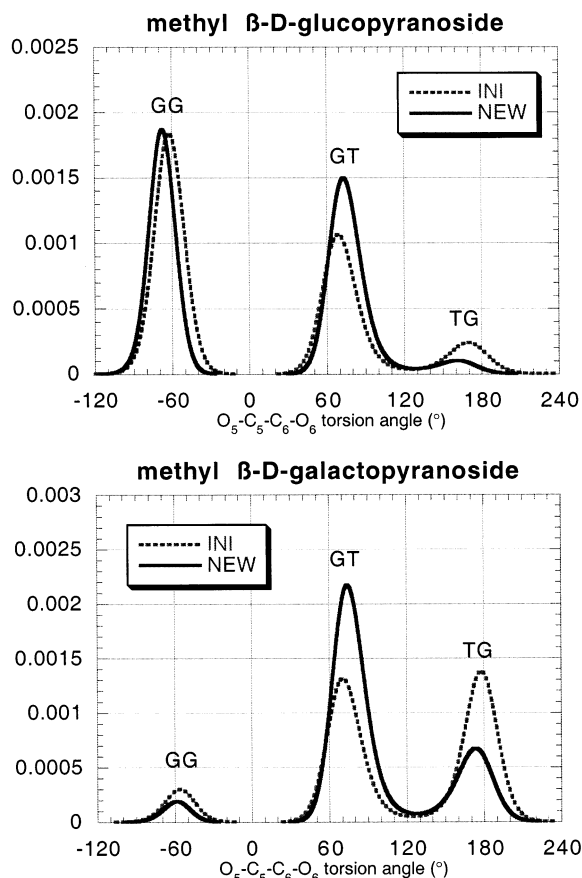 methyl ß-D-glucopyranoside
0.0025
INI
NEW
0.002
GG
GT
0.0015
0.001
TG
0.0005
0
-120 -60 0 60 120 180 240
O5-C5-C6-O6 torsion angle (°)
methyl ß-D-galactopyranoside
0.003
INI
NEW
0.0025
GT
0.002
TG
0.0015
0.001
GG
0.0005
0
-120 -60 0 60 120 180 240
O5-C5-C6-O6 torsion angle (°)